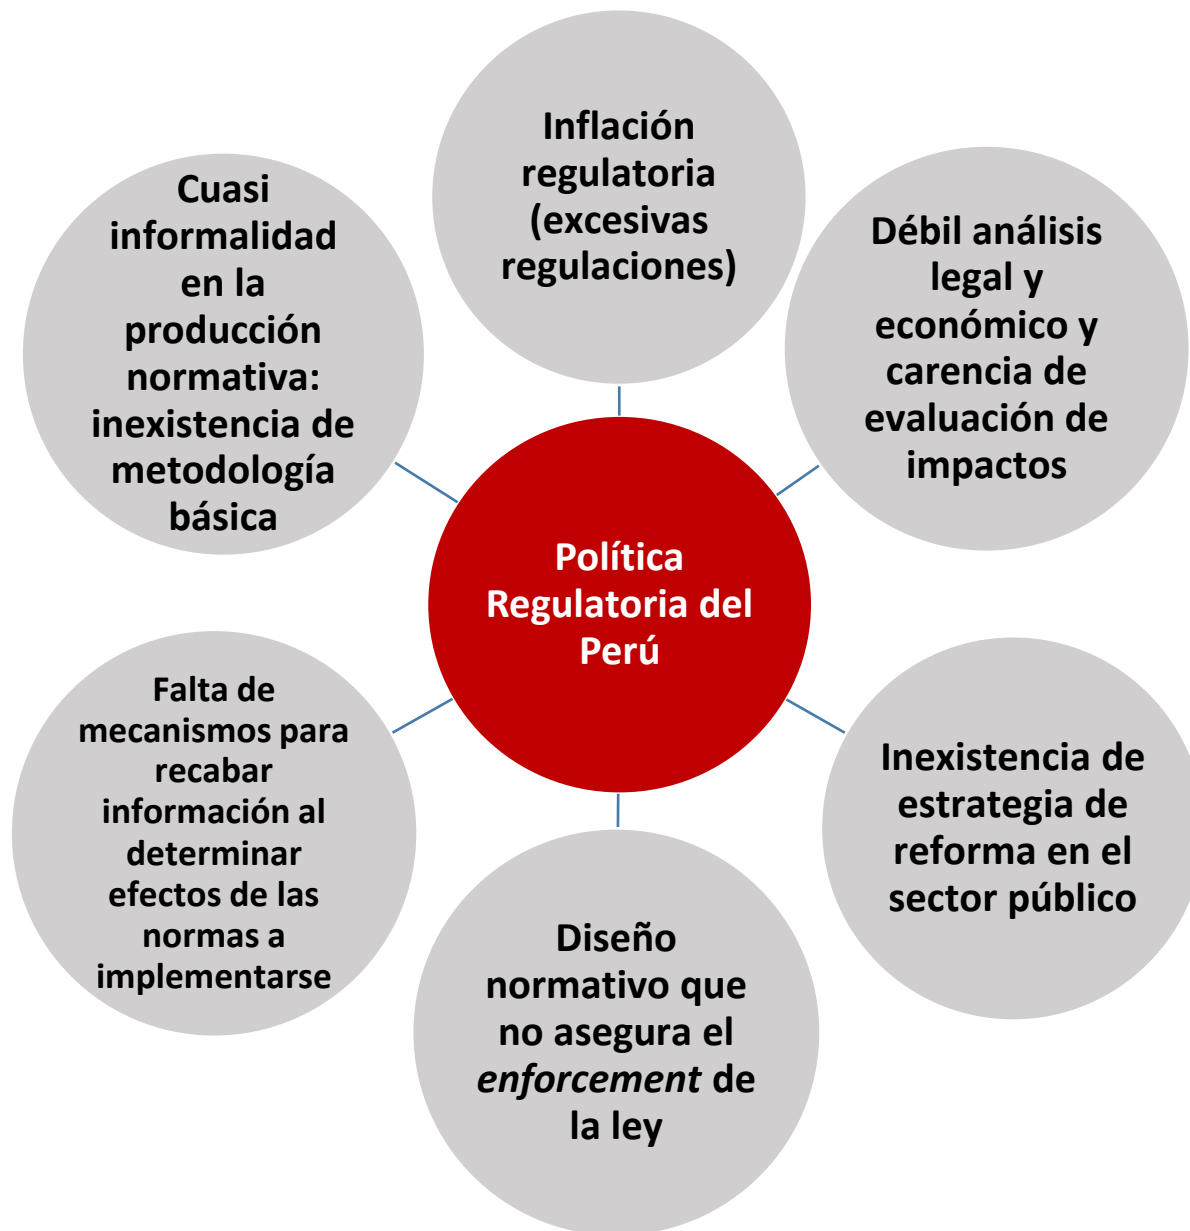 Inflación
regulatoria
(excesivas
regulaciones)
Débil análisis
legal y
económico y
carencia de
evaluación de
impactos
Inexistencia de
estrategia de
reforma en el
sector público
Diseño
normativo que
no asegura el
enforcement de
la ley
Falta de
mecanismos para
recabar
información al
determinar
efectos de las
normas a
implementarse
Cuasi
informalidad
en la
producción
normativa:
inexistencia de
metodología
básica
Política
Regulatoria del
Perú